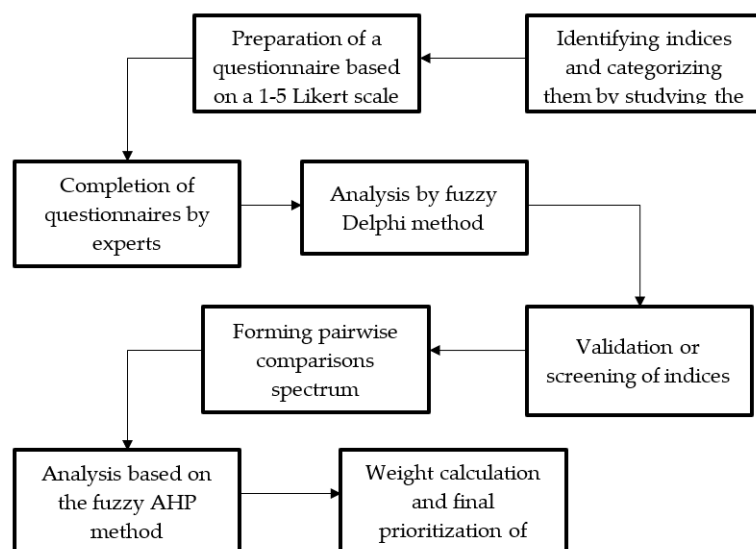 Preparation of a
questionnaire based
on a 1-5 Likert scale
Identifying indices
and categorizing
them by studying the
Completion of
questionnaires by
experts
Analysis by fuzzy
Delphi method
Forming pairwise
comparisons
spectrum
Validation or
screening of indices
Analysis based on
the fuzzy AHP
method
Weight calculation
and final
prioritization of